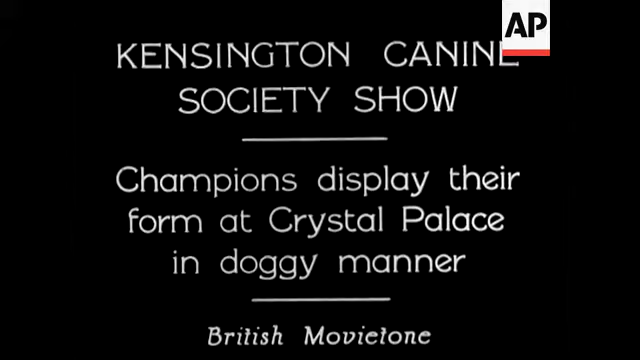 AP
KENSINGTON CANINE
SOCIETY SHOW
Champions display their
form at Crystal Palace
in doggy manner
British Movietone